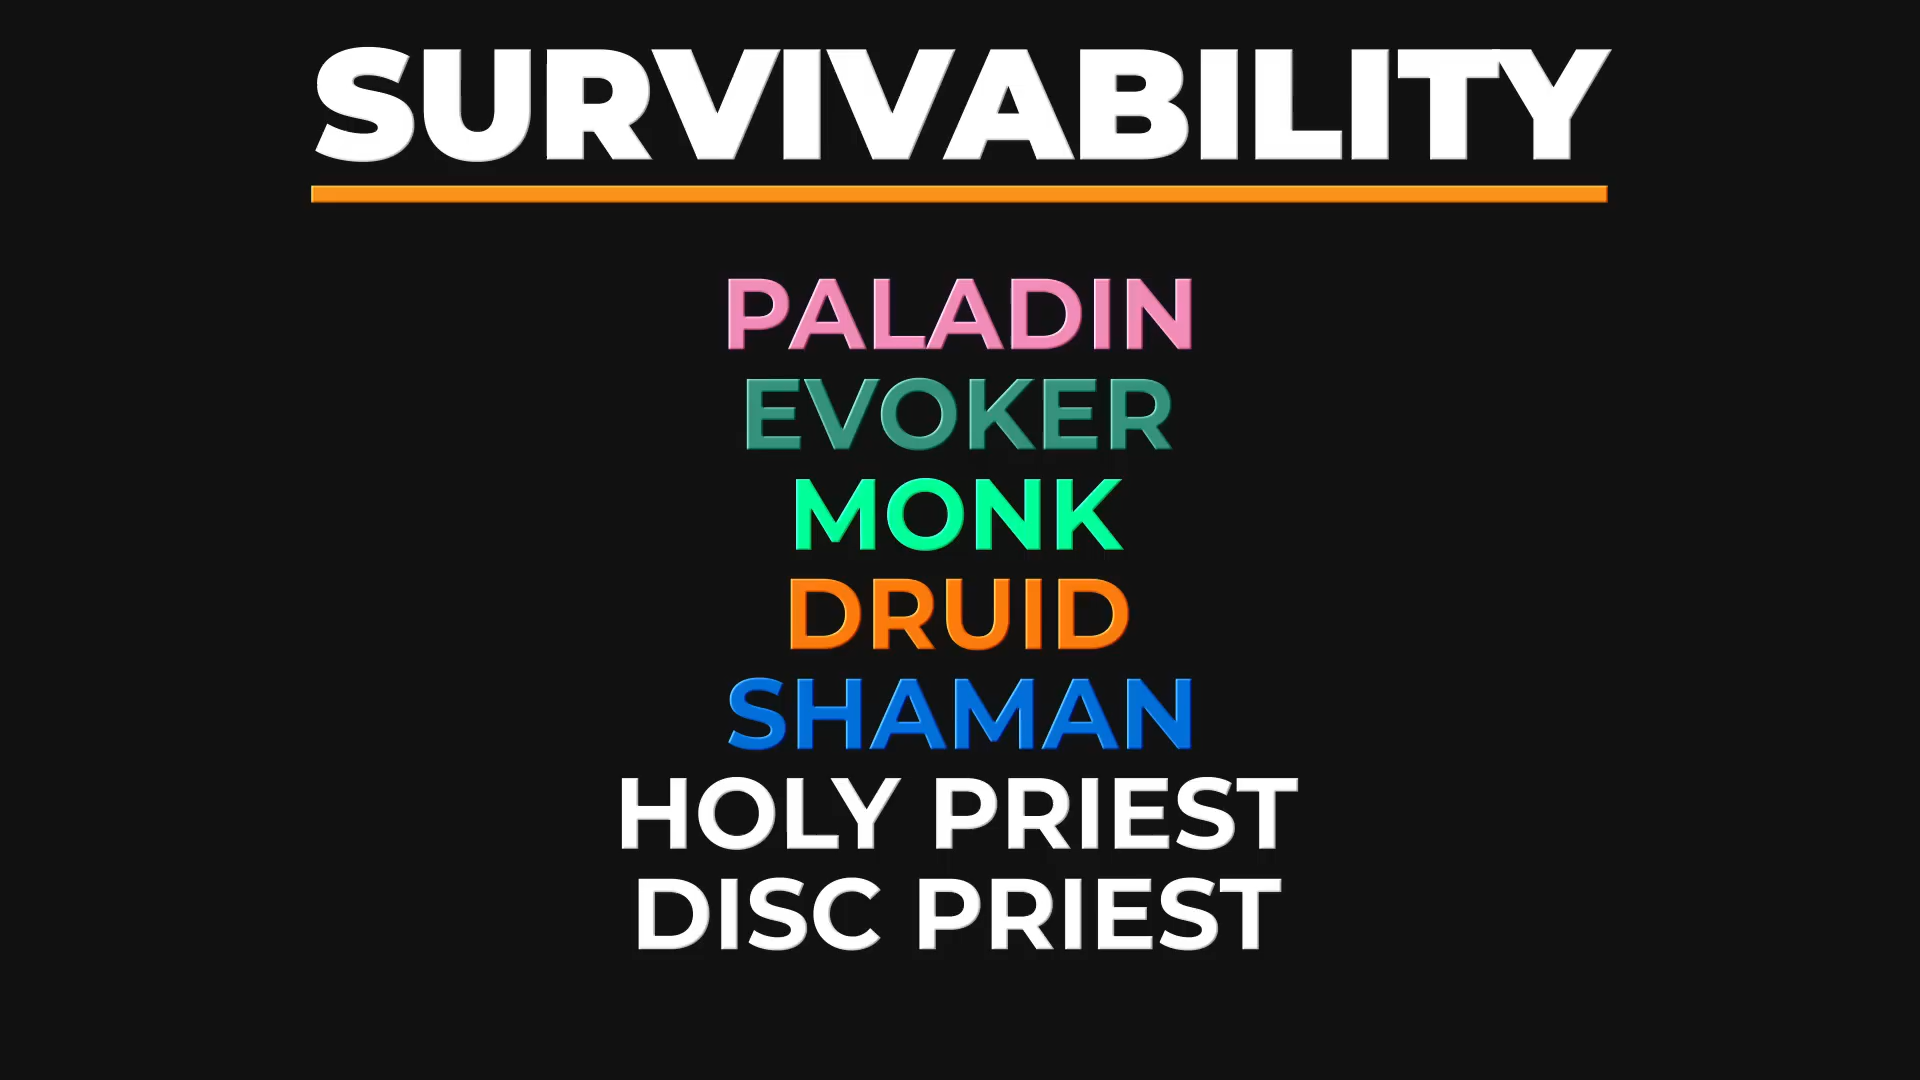 SURVIVABILITY
PALADIN
EVOKER
MONK
DRUID
SHAMAN
HOLY PRIEST
DISC PRIEST